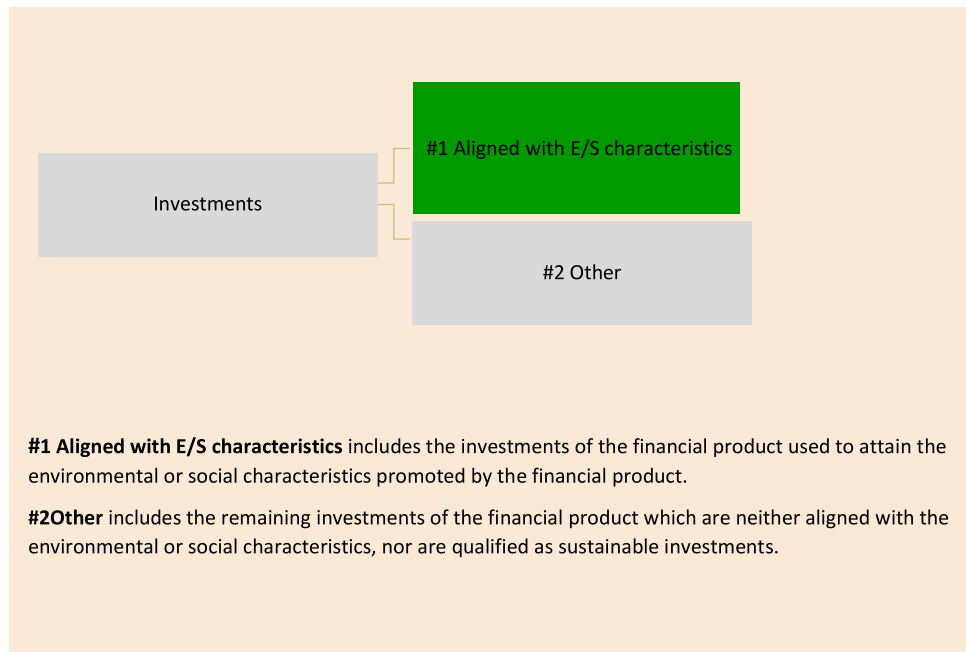 #1 Aligned with E/S characteristics
Investments
#2 Other
#1 Aligned with E/S characteristics includes the investments of the financial product used to attain the
environmental or social characteristics promoted by the financial product.
#2Other includes the remaining investments of the financial product which are neither aligned with the
environmental or social characteristics, nor are qualified as sustainable investments.